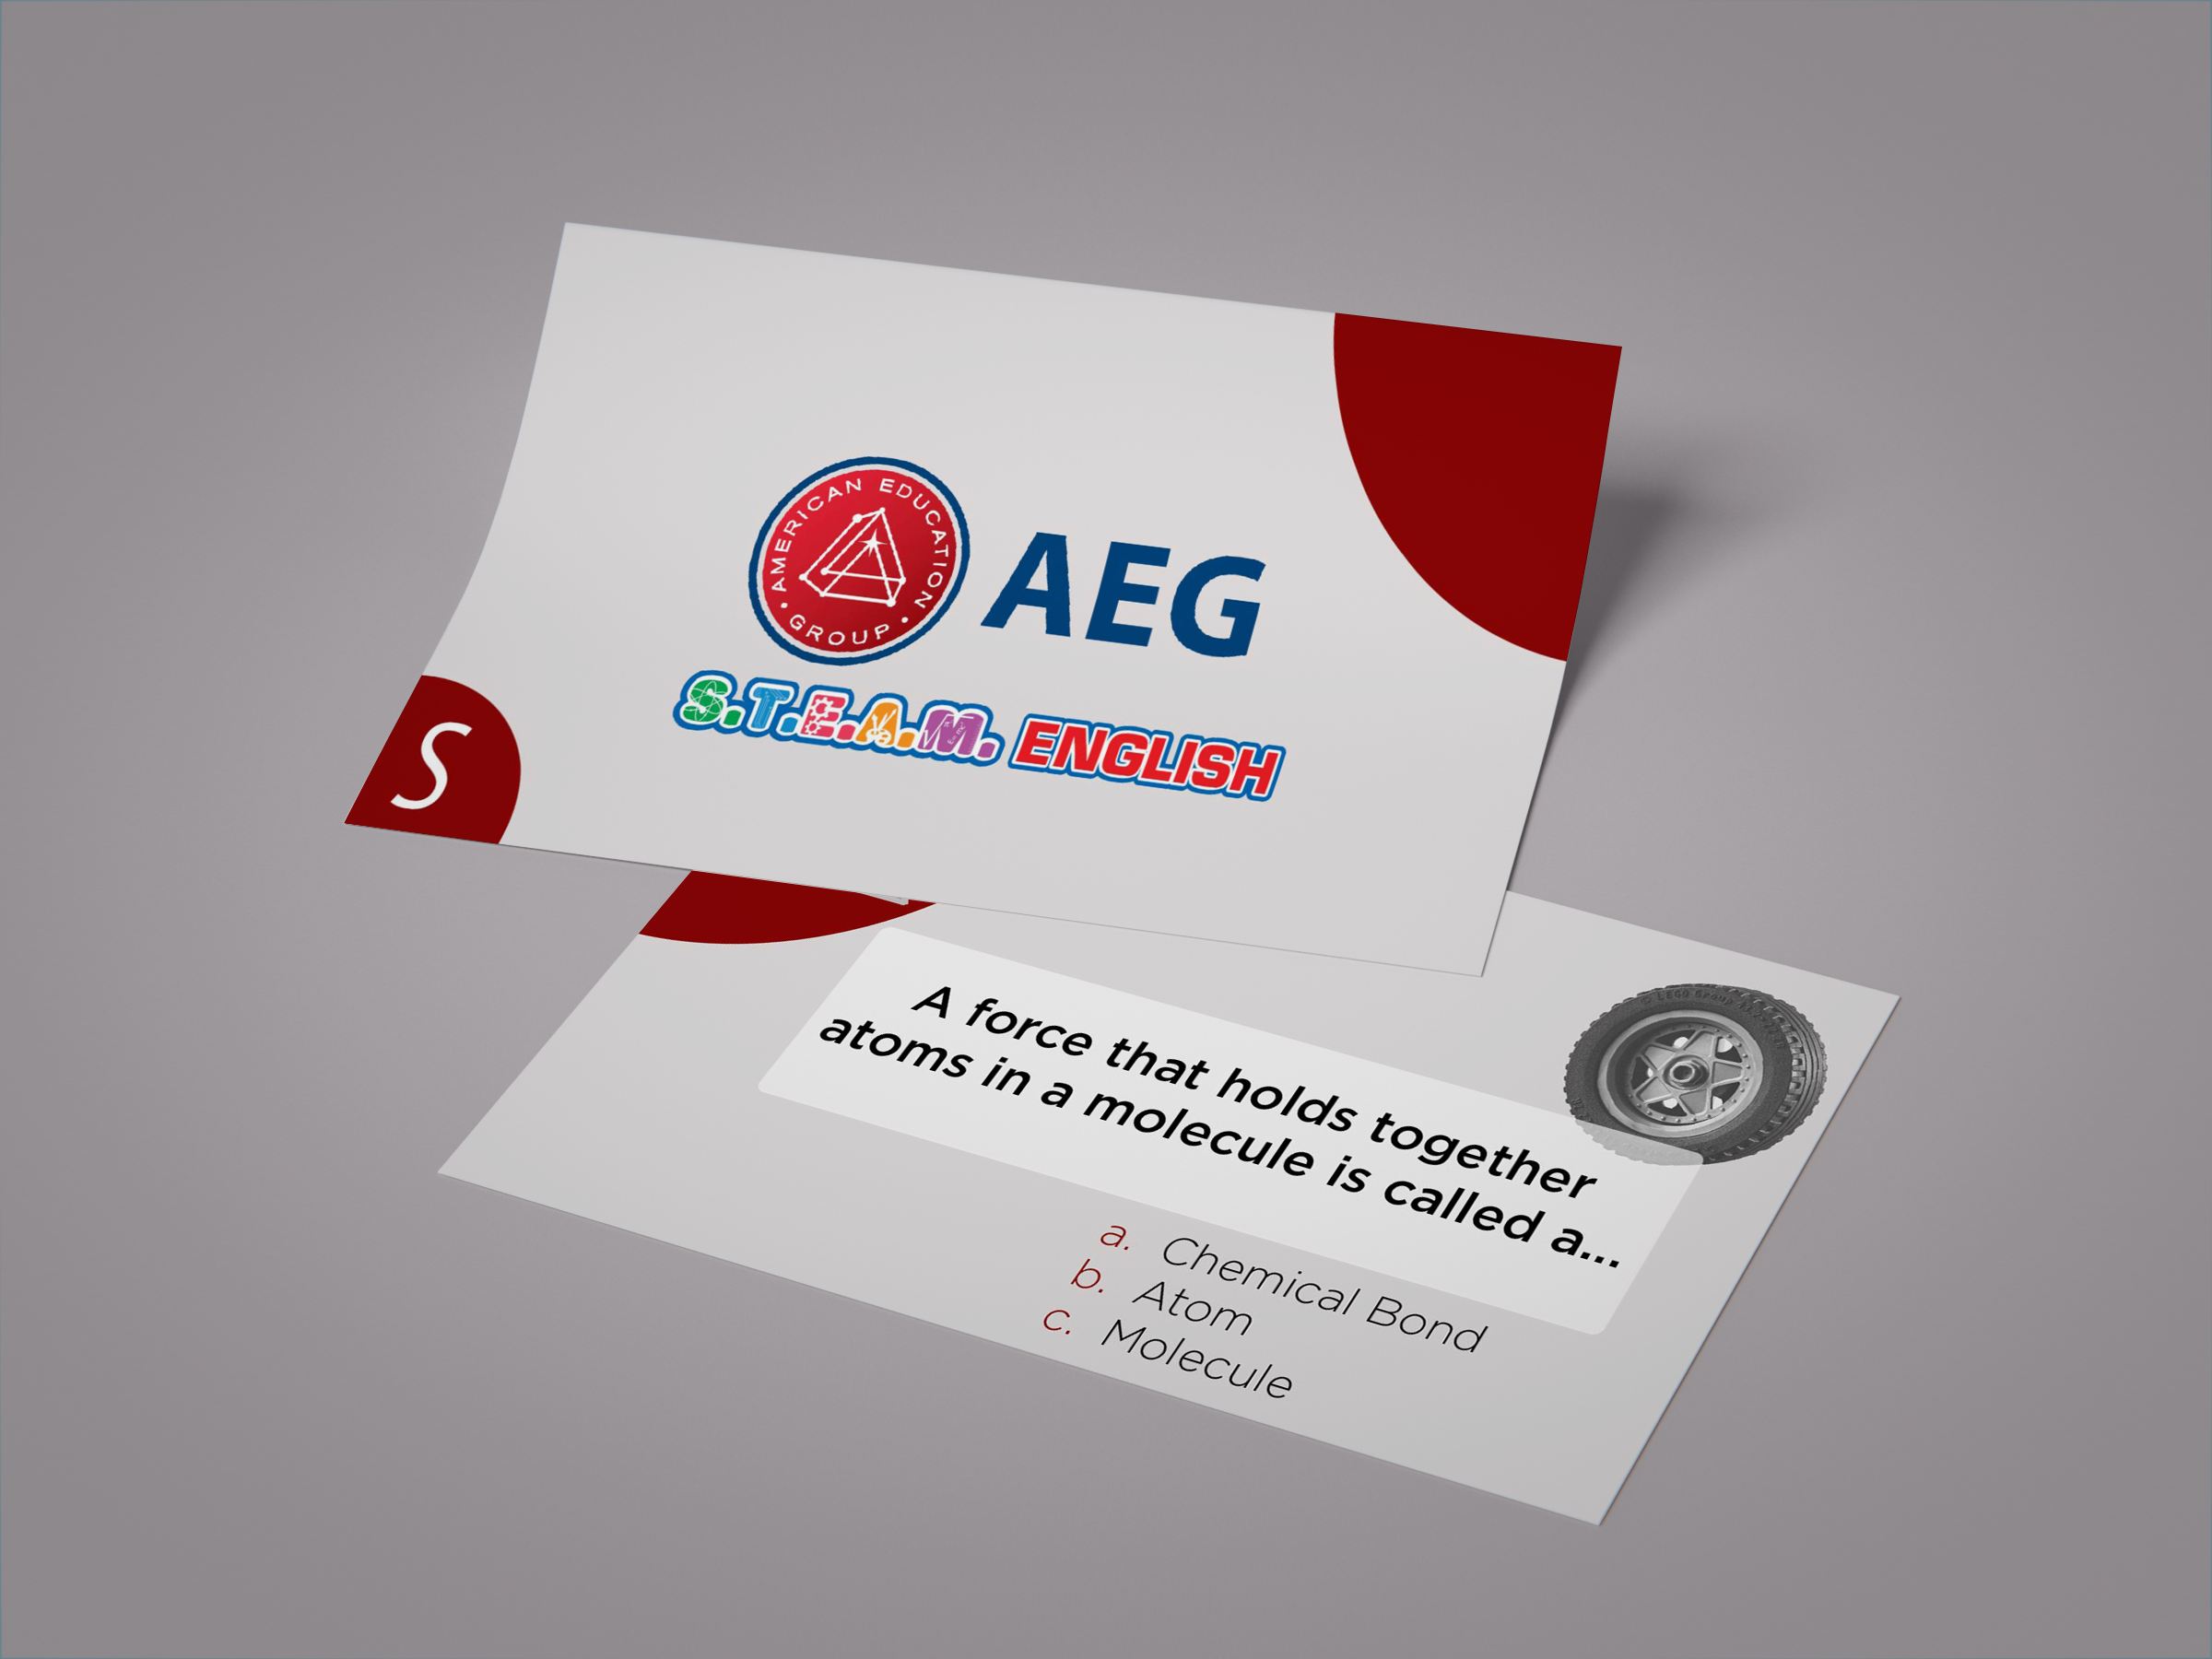 AMERICAN EDUCATION
• GROUP •
AEG
S.T.E.A.M. ENGLISH
S
A force that holds together
atoms in a molecule is called a...
a. Chemical Bond
b. Atom
c. Molecule